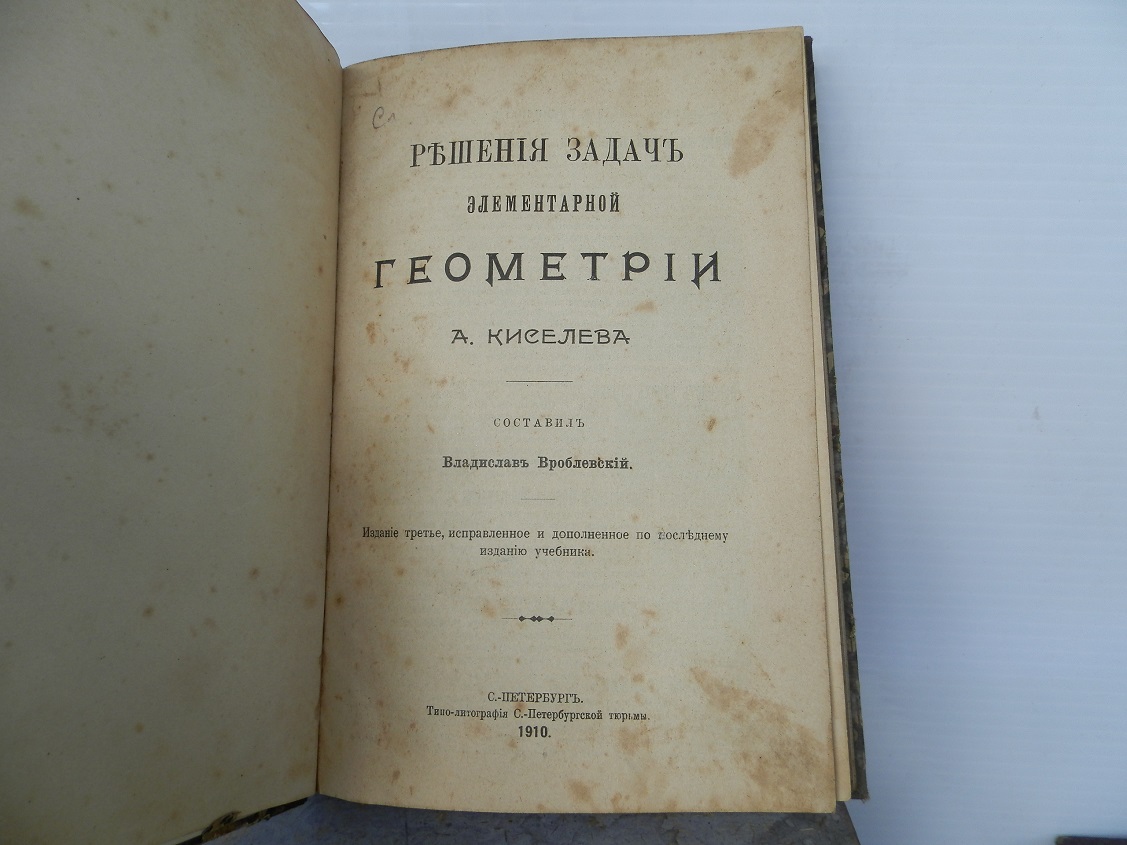 РѢШЕНІЯ ЗАДАЧЪ
ЭЛЕМЕНТАРНОЙ
ГЕОМЕТРІИ
А. КИСЕЛЕВА
СОСТАВИЛЪ
Владиславъ Вроблевскій.
Изданіе третье, исправленное и дополненное по послѣднему
изданію учебника.
С.-ПЕТЕРБУРГЪ.
Типо-литографія С.-Петербургской тюрьмы.
1910.